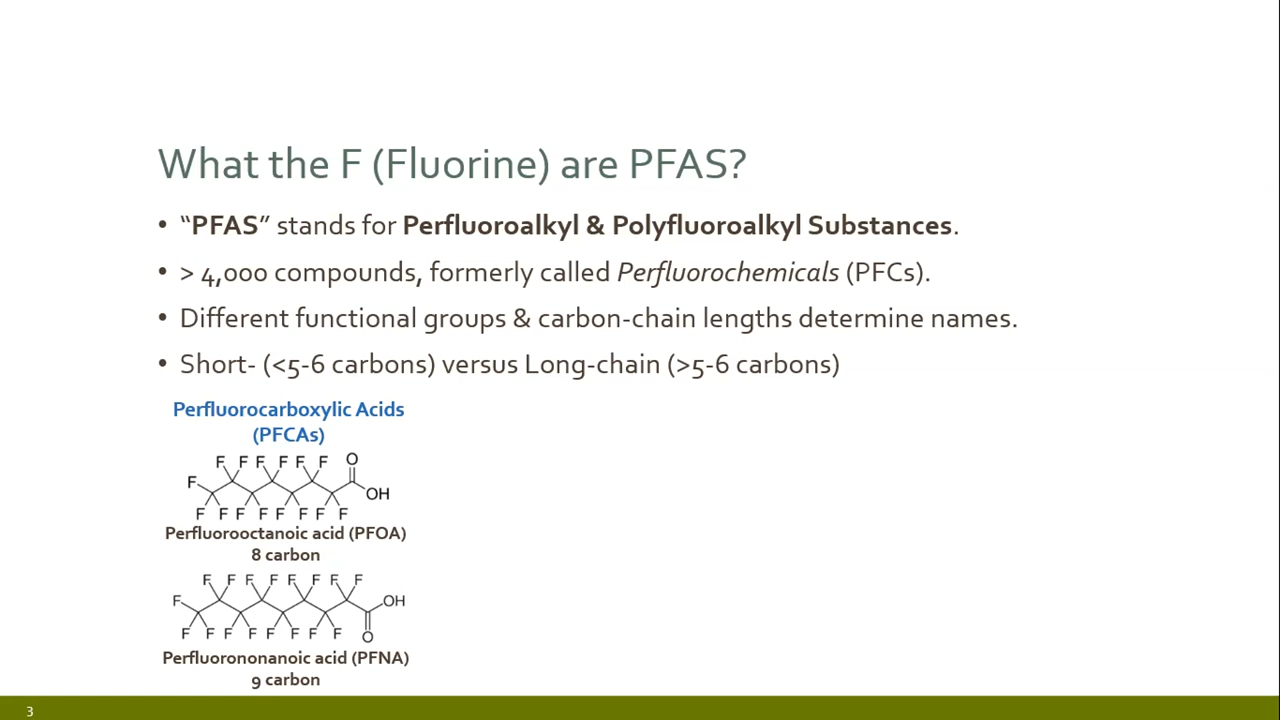 What the F (Fluorine) are PFAS?
• “PFAS” stands for Perfluoroalkyl & Polyfluoroalkyl Substances.
• > 4,000 compounds, formerly called Perfluorochemicals (PFCs).
• Different functional groups & carbon-chain lengths determine names.
• Short- (<5-6 carbons) versus Long-chain (>5-6 carbons)
Perfluorocarboxylic Acids
(PFCAs)
F F F F F F O
F
OH
F F F F F F F F
Perfluorooctanoic acid (PFOA)
8 carbon
F F F F F F F F
F OH
F F F F F F F F O
Perfluorononanoic acid (PFNA)
9 carbon
3